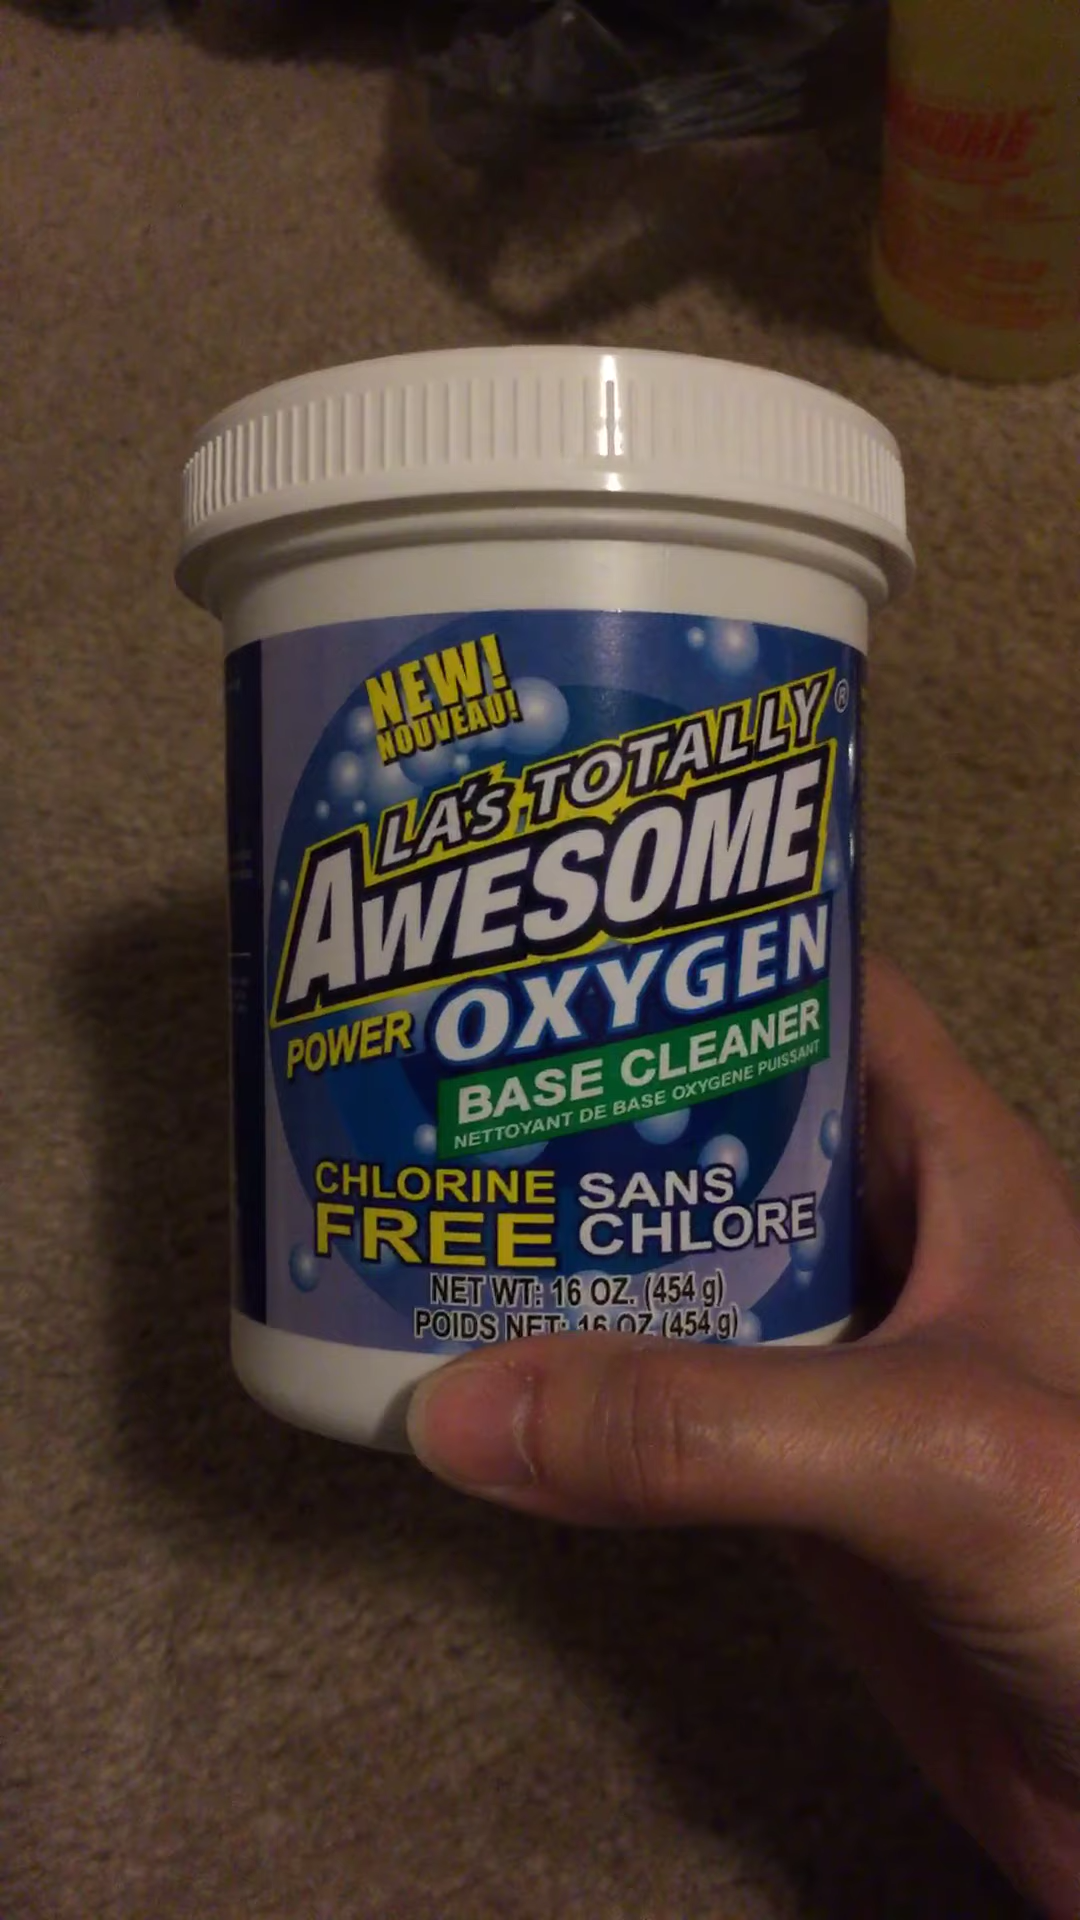 NEW!
NOUVEAU!
LA'S TOTALLY ®
AWESOME
POWER OXYGEN
BASE CLEANER
NETTOYANT DE BASE OXYGENE PUISSANT
CHLORINE SANS
FREE CHLORE
NET WT: 16 OZ. (454 g)
POIDS NET: 16 OZ (454 g)